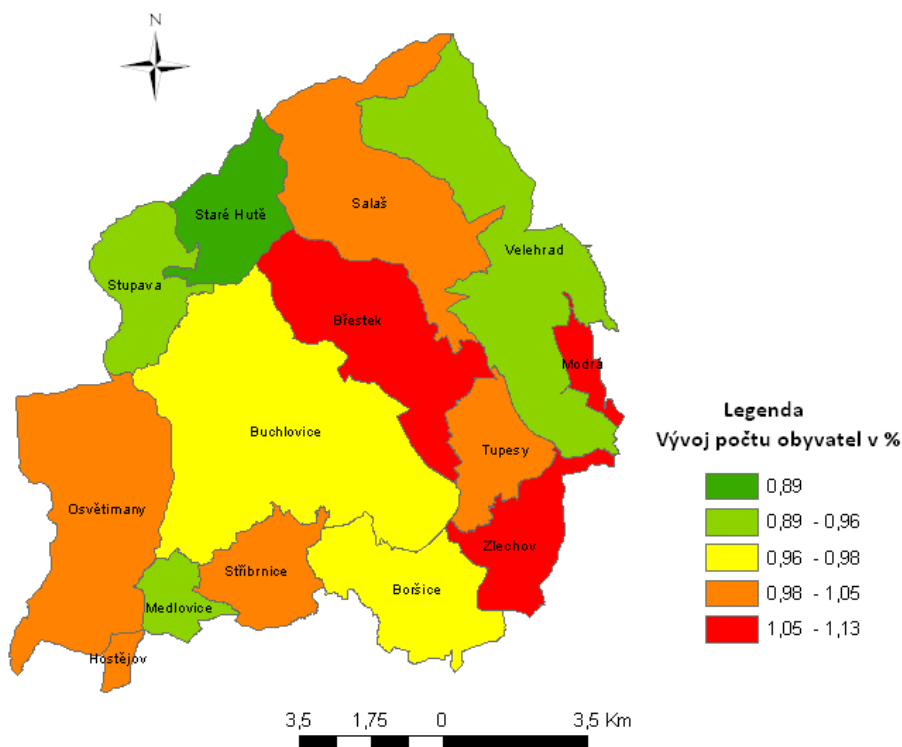 N
Staré Hutě
Salaš
Velehrad
Stupava
Břestek
Modrá
Buchlovice
Tupesy
Osvětimany
Zlechov
Stříbrnice
Boršice
Medlovice
Hostějov
Legenda
Vývoj počtu obyvatel v %
0,89
0,89 - 0,96
0,96 - 0,98
0,98 - 1,05
1,05 - 1,13
3,5 1,75 0 3,5 Km